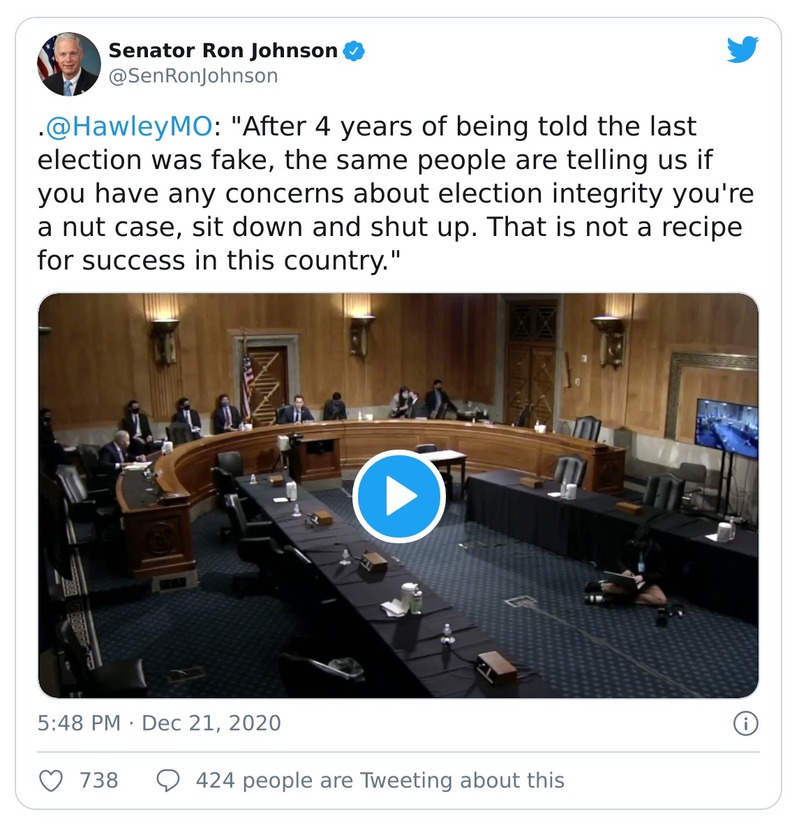 Senator Ron Johnson
@SenRonJohnson
.@HawleyMO: "After 4 years of being told the last
election was fake, the same people are telling us if
you have any concerns about election integrity you're
a nut case, sit down and shut up. That is not a recipe
for success in this country."
5:48 PM · Dec 21, 2020
738
424 people are Tweeting about this